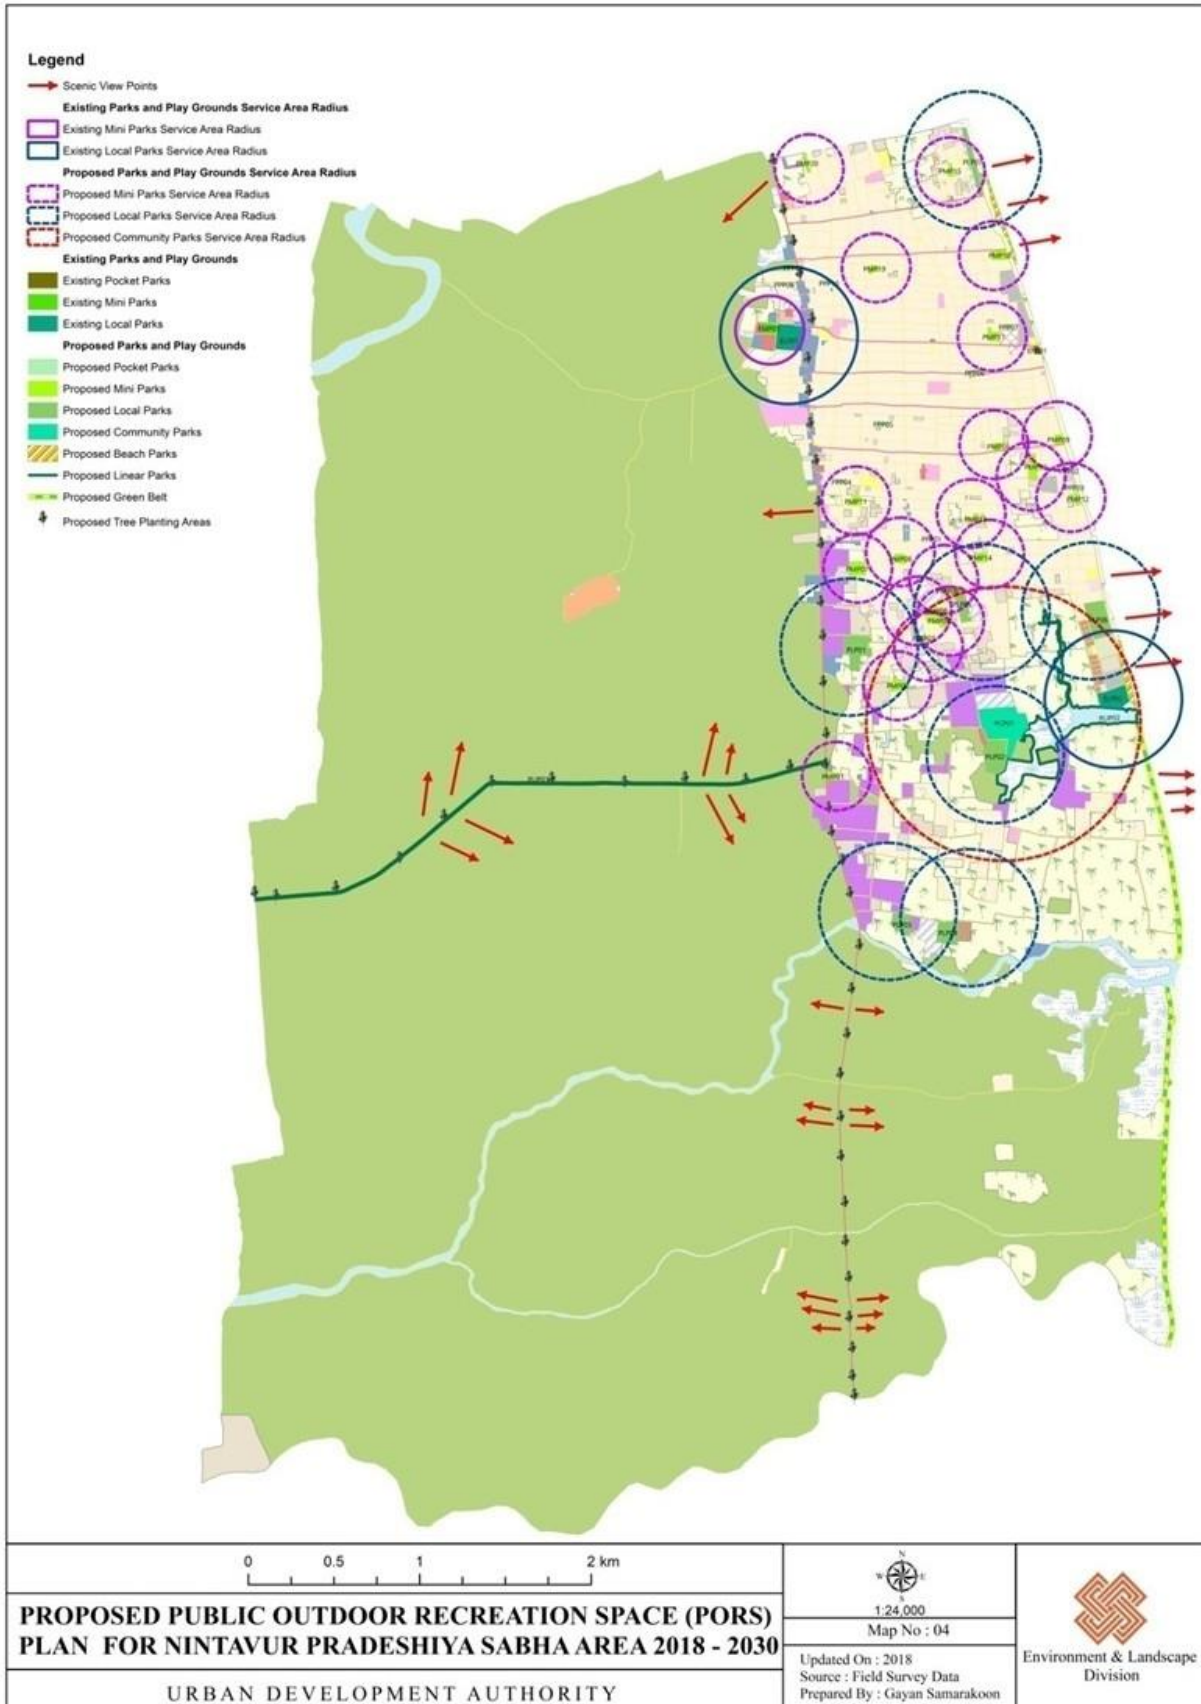 Legend
Scenic View Points
Existing Parks and Play Grounds Service Area Radius
Existing Mini Parks Service Area Radius
Existing Local Parks Service Area Radius
Proposed Parks and Play Grounds Service Area Radius
Proposed Mini Parks Service Area Radius
Proposed Local Parks Service Area Radius
Proposed Community Parks Service Area Radius
Existing Parks and Play Grounds
Existing Pocket Parks
Existing Mini Parks
Existing Local Parks
Proposed Parks and Play Grounds
Proposed Pocket Parks
Proposed Mini Parks
Proposed Local Parks
Proposed Community Parks
Proposed Beach Parks
Proposed Linear Parks
Proposed Green Belt
Proposed Tree Planting Areas
PMP19
PPP05
PPP04
PMP17
PMP12
PMP01
0 0.5 1 2 km
PROPOSED PUBLIC OUTDOOR RECREATION SPACE (PORS)
PLAN FOR NINTAVUR PRADESHIYA SABHA AREA 2018 - 2030
URBAN DEVELOPMENT AUTHORITY
N
W E
S
1:24,000
Map No : 04
Updated On : 2018
Source : Field Survey Data
Prepared By : Gayan Samarakoon
Environment & Landscape
Division